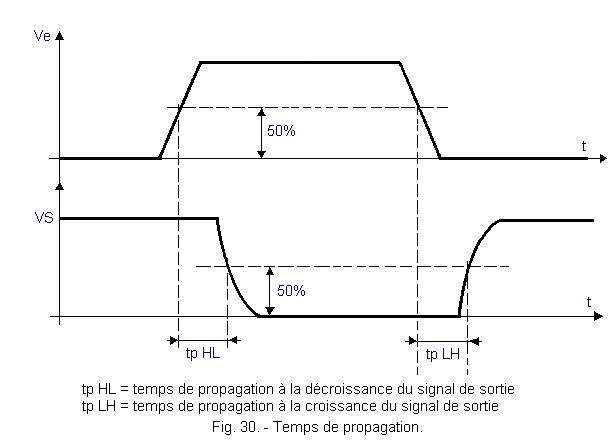 Ve
50%
t
VS
50%
t
tp HL
tp LH
tp HL = temps de propagation à la décroissance du signal de sortie
tp LH = temps de propagation à la croissance du signal de sortie
Fig. 30. - Temps de propagation.